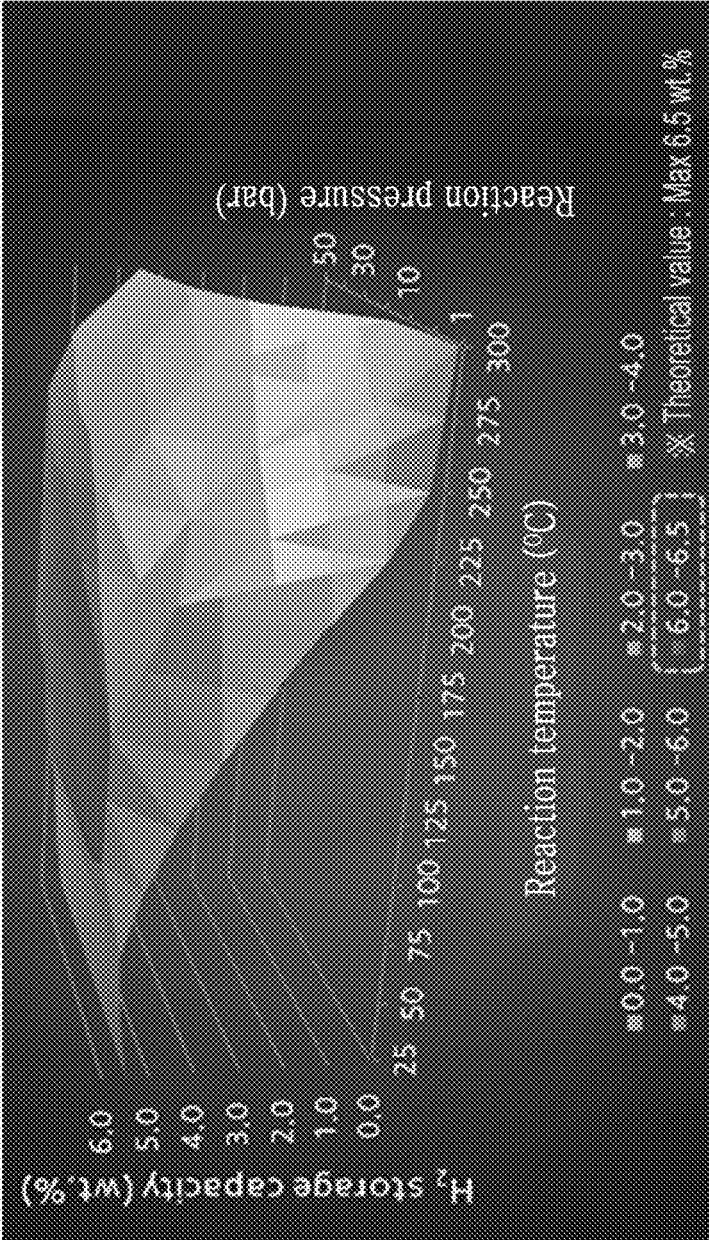 H₂ storage capacity (wt.%)
6.0
5.0
4.0
3.0
2.0
1.0
0.0
25 50 75 100 125 150 175 200 225 250 275 300
Reaction temperature (⁰C)
1
10
30
50
Reaction pressure (bar)
■0.0 -1.0 ■1.0 -2.0 ■2.0 -3.0 ■3.0 -4.0
■4.0 -5.0 ■5.0 -6.0 ■6.0 -6.5 ※ Theoretical value : Max 6.5 wt.%